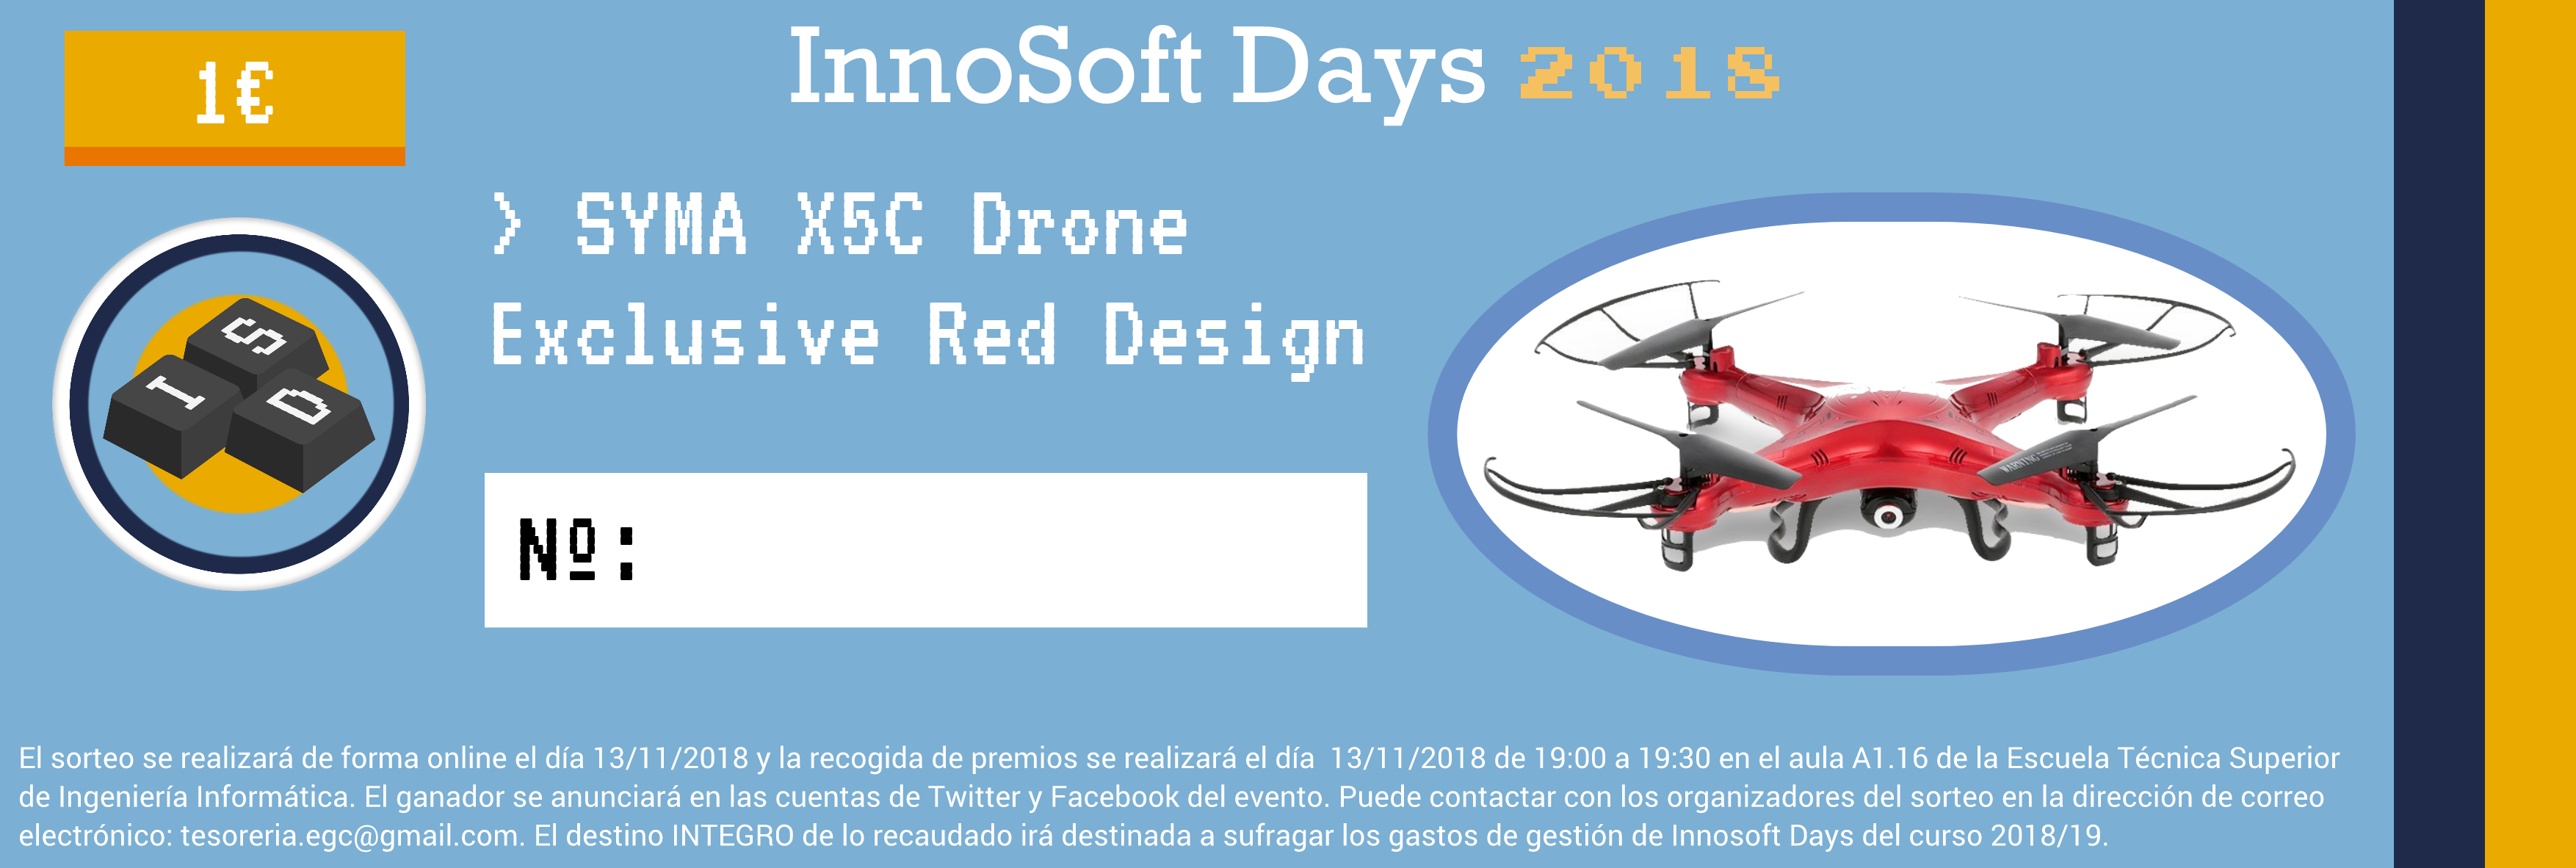 1€
InnoSoft Days 2018
> SYMA X5C Drone
Exclusive Red Design
S
I D
Nº:
WARNING
El sorteo se realizará de forma online el día 13/11/2018 y la recogida de premios se realizará el día 13/11/2018 de 19:00 a 19:30 en el aula A1.16 de la Escuela Técnica Superior
de Ingeniería Informática. El ganador se anunciará en las cuentas de Twitter y Facebook del evento. Puede contactar con los organizadores del sorteo en la dirección de correo
electrónico: tesoreria.egc@gmail.com. El destino INTEGRO de lo recaudado irá destinada a sufragar los gastos de gestión de Innosoft Days del curso 2018/19.